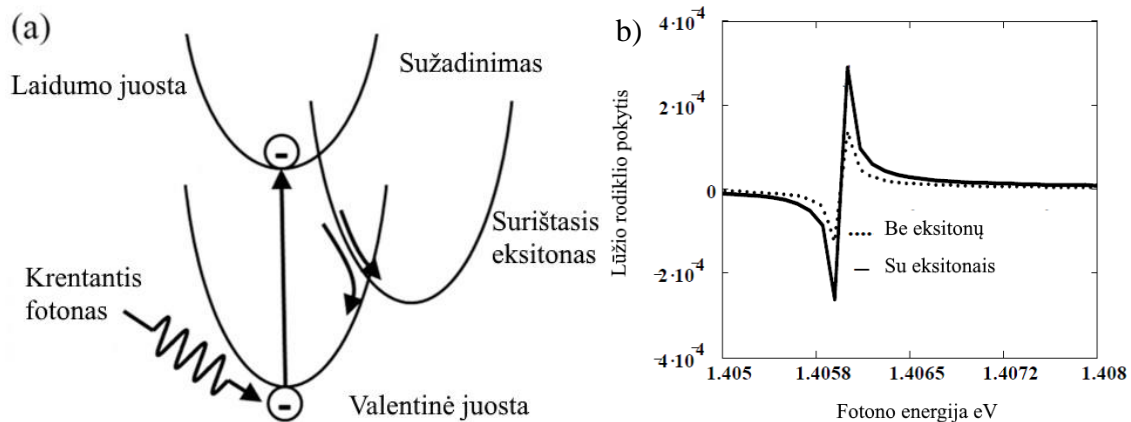 (a)
Laidumo juosta
Sužadinimas
Surištasis
eksitonas
Krentantis
fotonas
Valentinė juosta
b)
Lūžio rodiklio pokytis
4·10⁻⁴
2·10⁻⁴
0
−2·10⁻⁴
−4·10⁻⁴
Be eksitonų
Su eksitonais
1.405 1.4058 1.4065 1.4072 1.408
Fotono energija eV